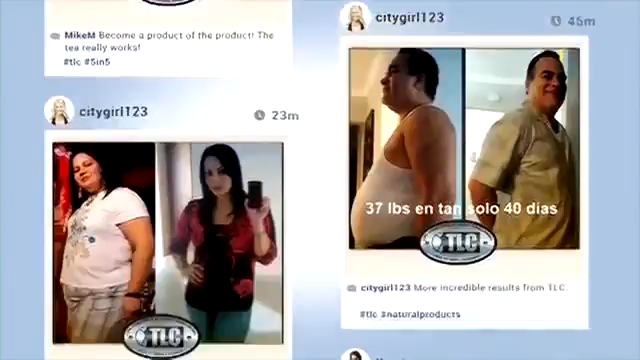 MikeM Become a product of the product! The
tea really works!
#tlc #5in5
citygirl123
23m
TLC
citygirl123
45m
37 lbs en tan solo 40 dias
TLC
citygirl123 More incredible results from TLC.
#tlc #naturalproducts